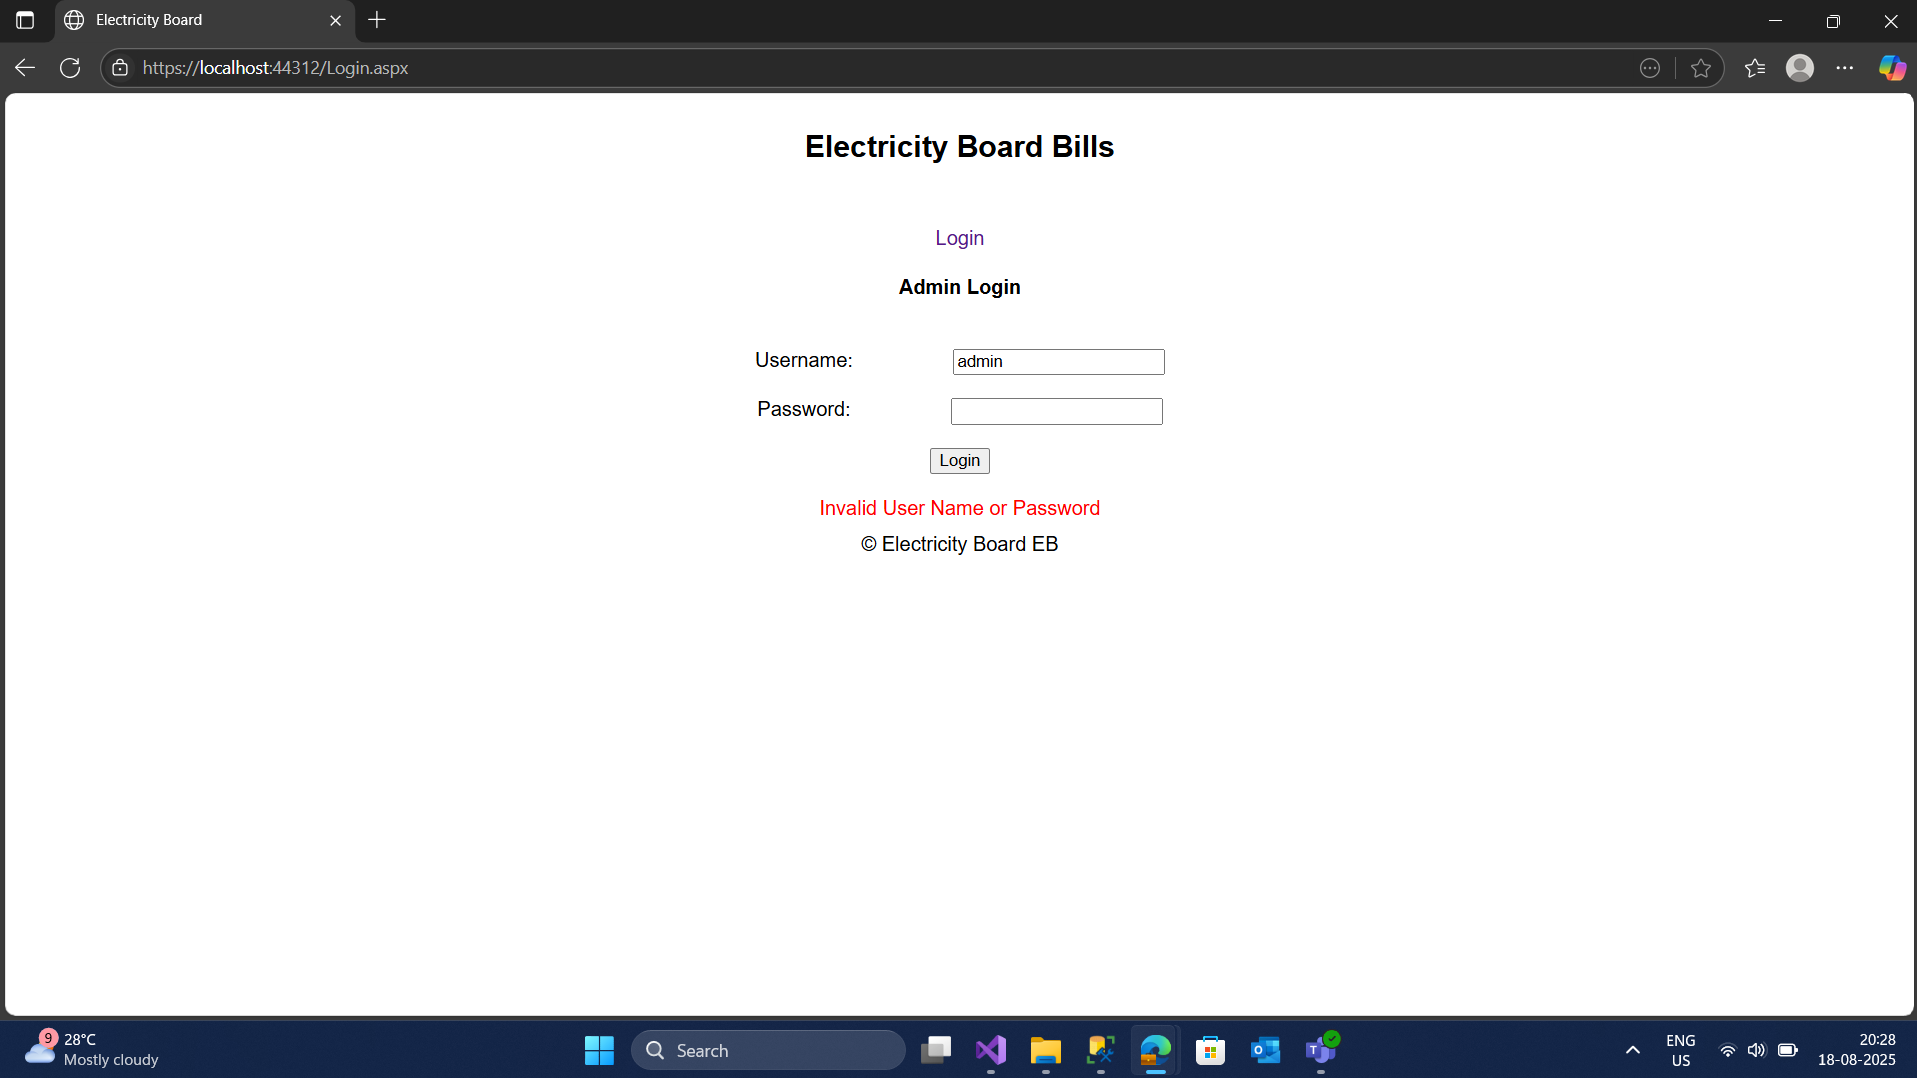 Electricity Board
https://localhost:44312/Login.aspx
Electricity Board Bills
Login
Admin Login
Username:
admin
Password:
Login
Invalid User Name or Password
© Electricity Board EB
9
28°C
Mostly cloudy
Search
ENG
US
20:28
18-08-2025